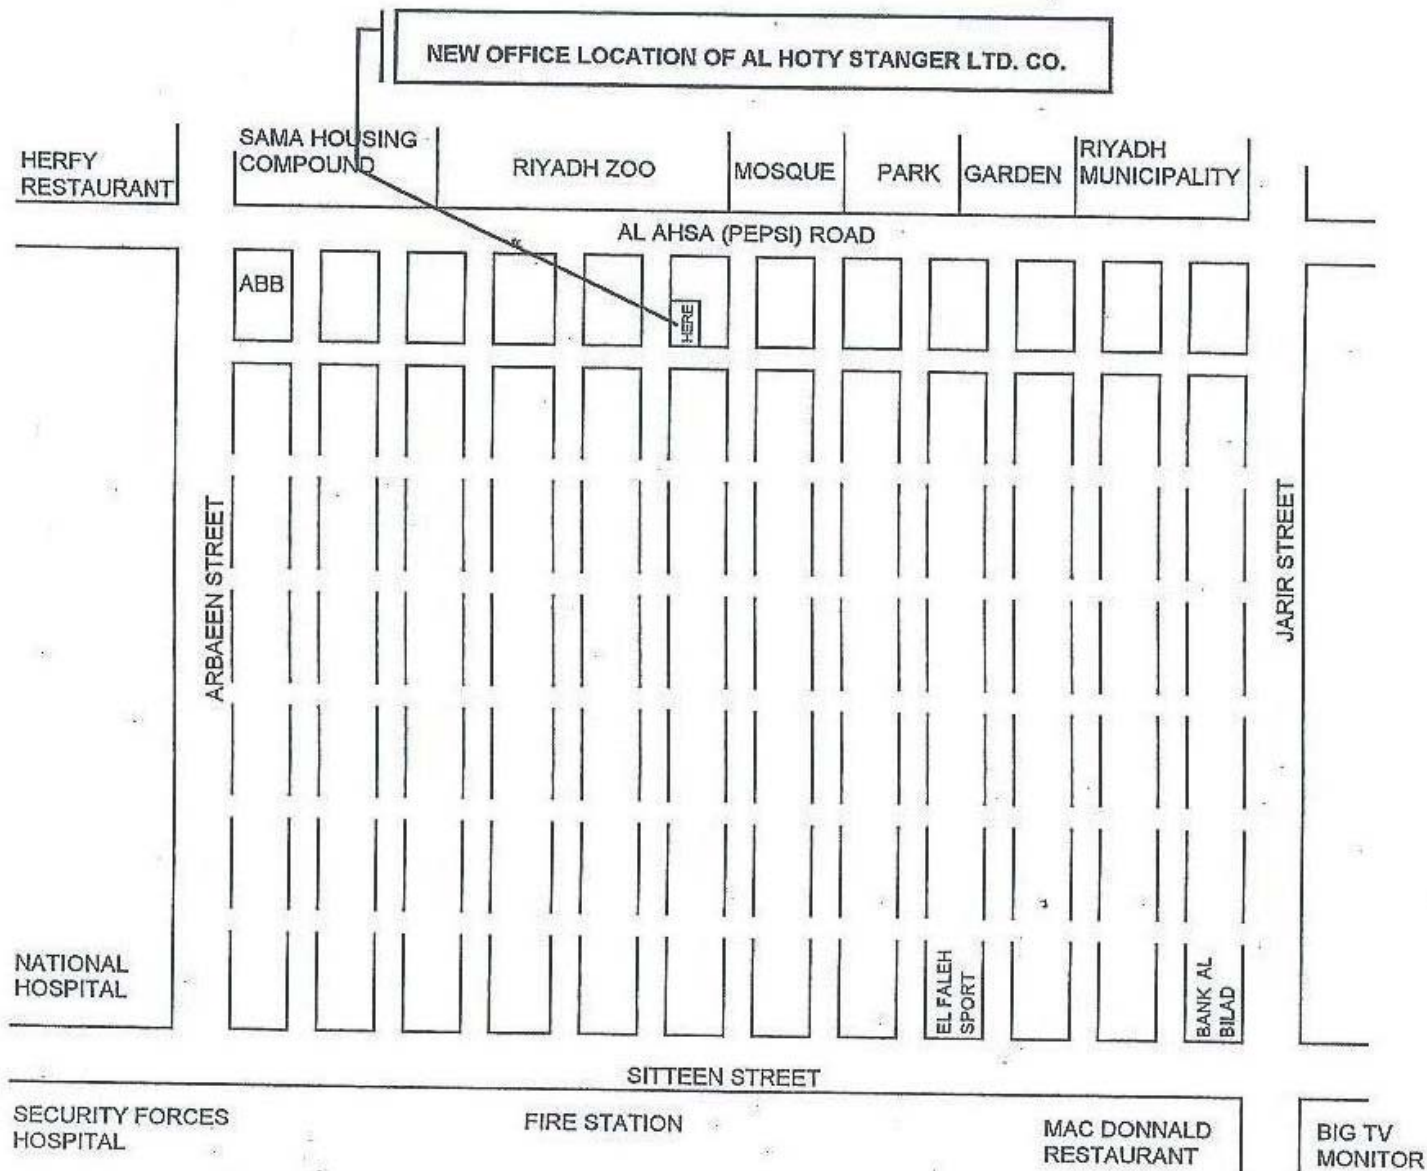 NEW OFFICE LOCATION OF AL HOTY STANGER LTD. CO.
HERFY
RESTAURANT
SAMA HOUSING
COMPOUND
RIYADH ZOO
MOSQUE
PARK
GARDEN
RIYADH
MUNICIPALITY
AL AHSA (PEPSI) ROAD
ABB
HERE
ARBAEEN STREET
JARIR STREET
NATIONAL
HOSPITAL
EL FALEH
SPORT
BANK AL
BILAD
SITTEEN STREET
SECURITY FORCES
HOSPITAL
FIRE STATION
MAC DONNALD
RESTAURANT
BIG TV
MONITOR